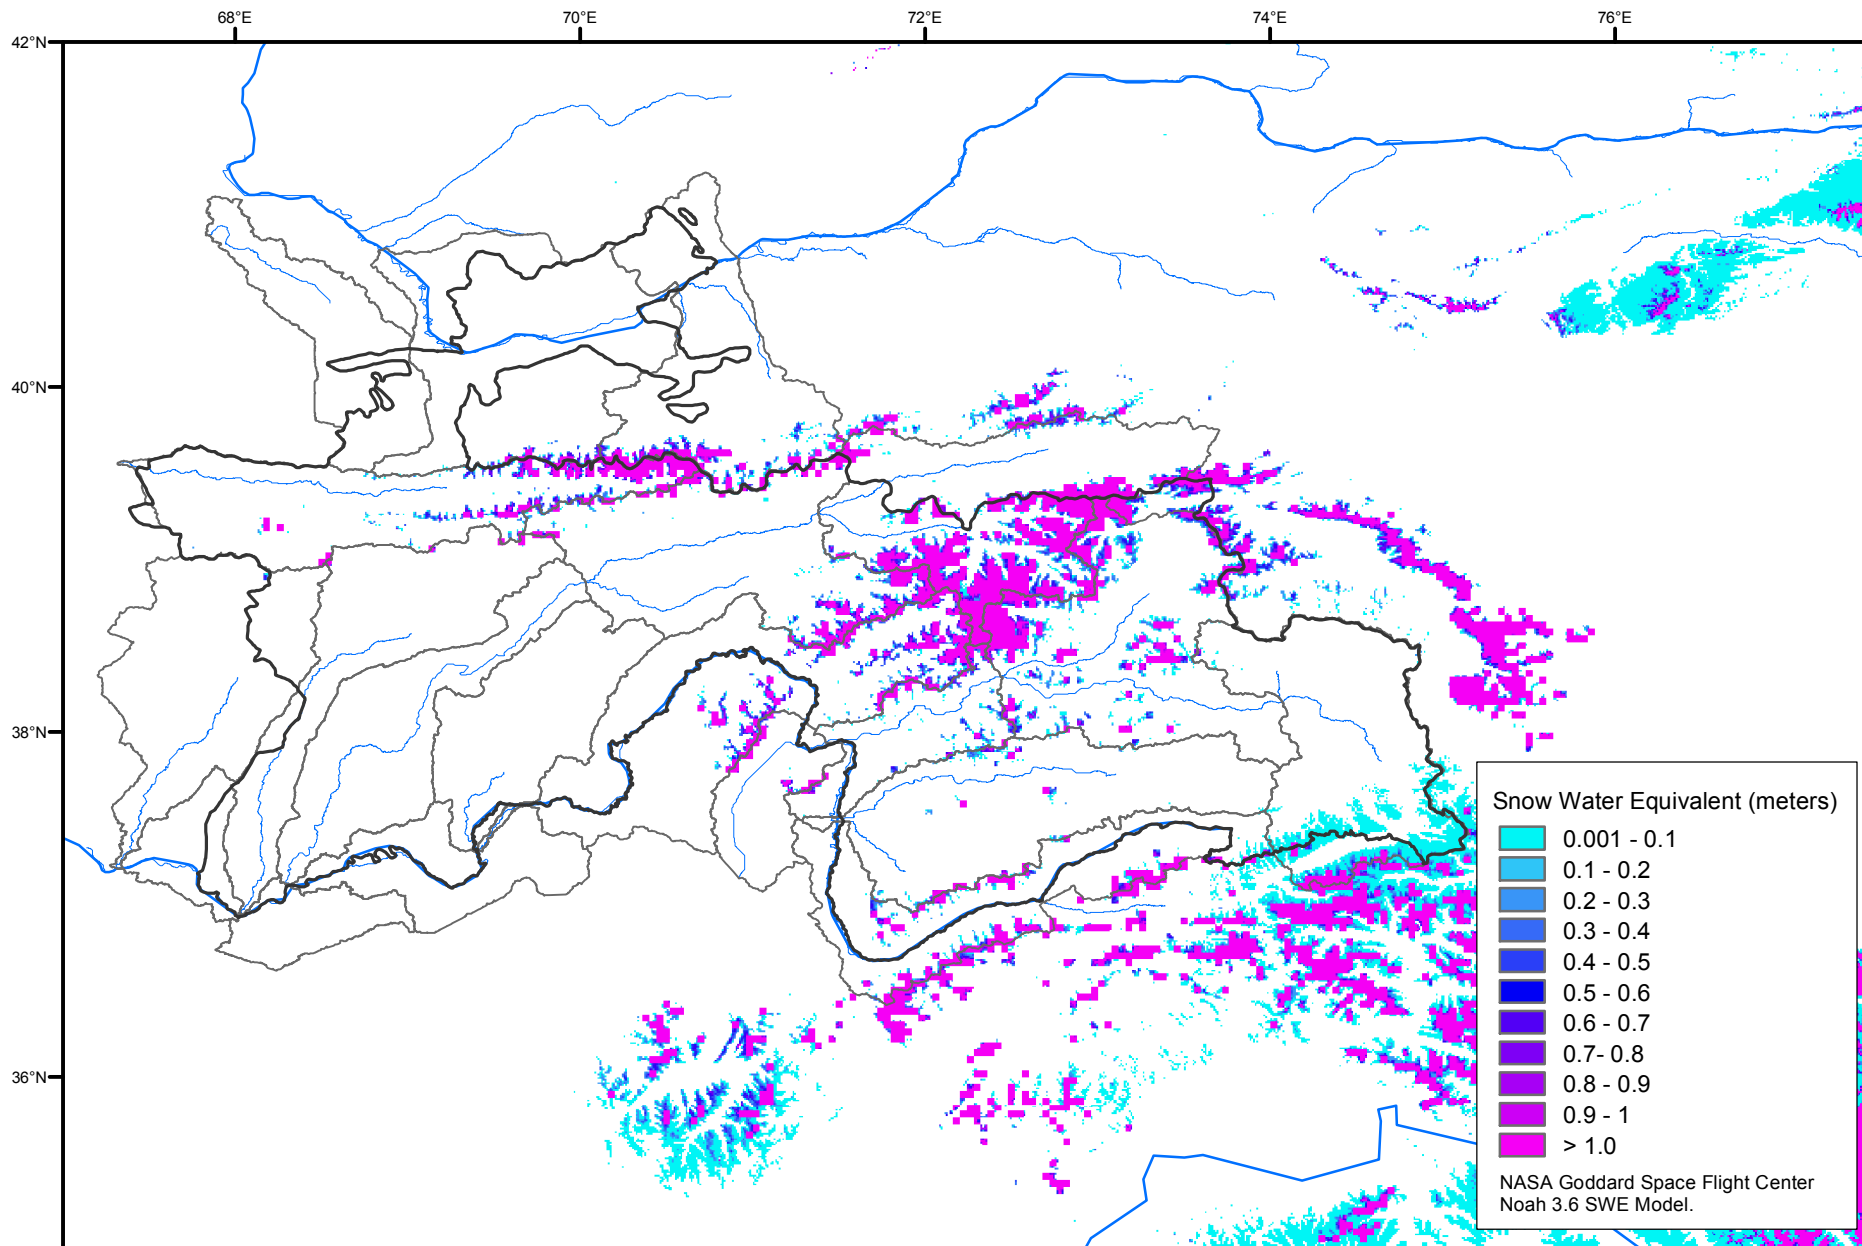 68°E
70°E
72°E
74°E
76°E
42°N
40°N
38°N
36°N
Snow Water Equivalent (meters)
0.001 - 0.1
0.1 - 0.2
0.2 - 0.3
0.3 - 0.4
0.4 - 0.5
0.5 - 0.6
0.6 - 0.7
0.7- 0.8
0.8 - 0.9
0.9 - 1
> 1.0
NASA Goddard Space Flight Center
Noah 3.6 SWE Model.